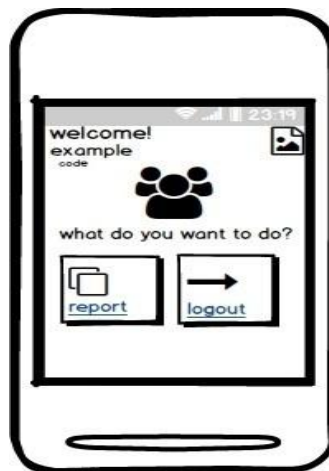 23:19
welcome!
example
code
what do you want to do?
report
logout